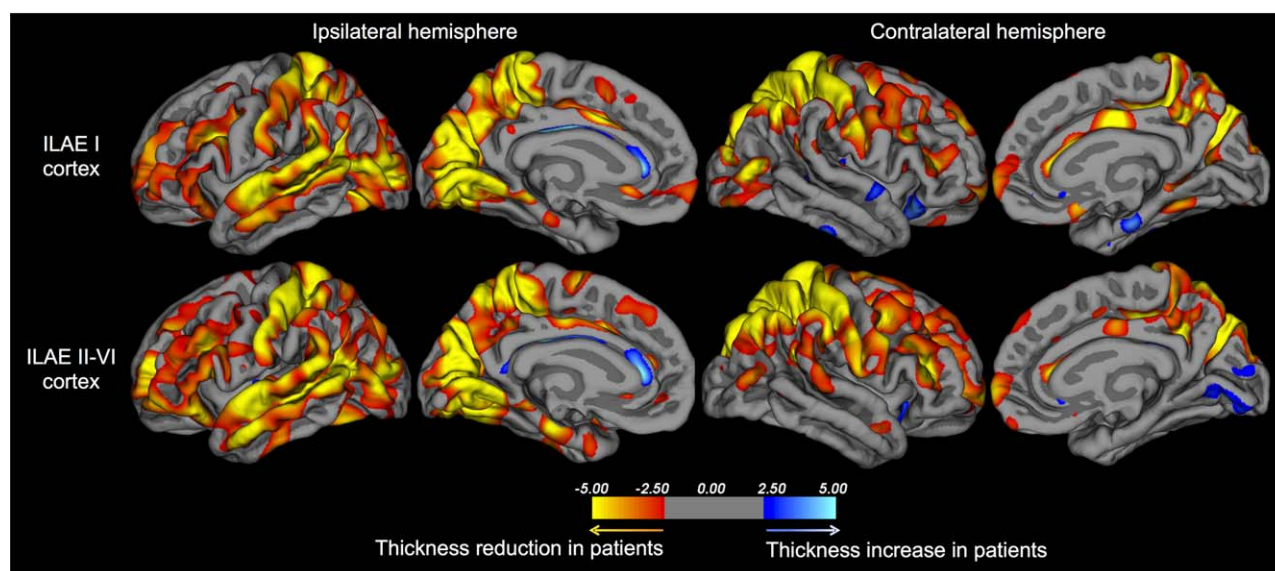 Ipsilateral hemisphere
Contralateral hemisphere
ILAE I
cortex
ILAE II-VI
cortex
-5.00 -2.50 0.00 2.50 5.00
Thickness reduction in patients
Thickness increase in patients